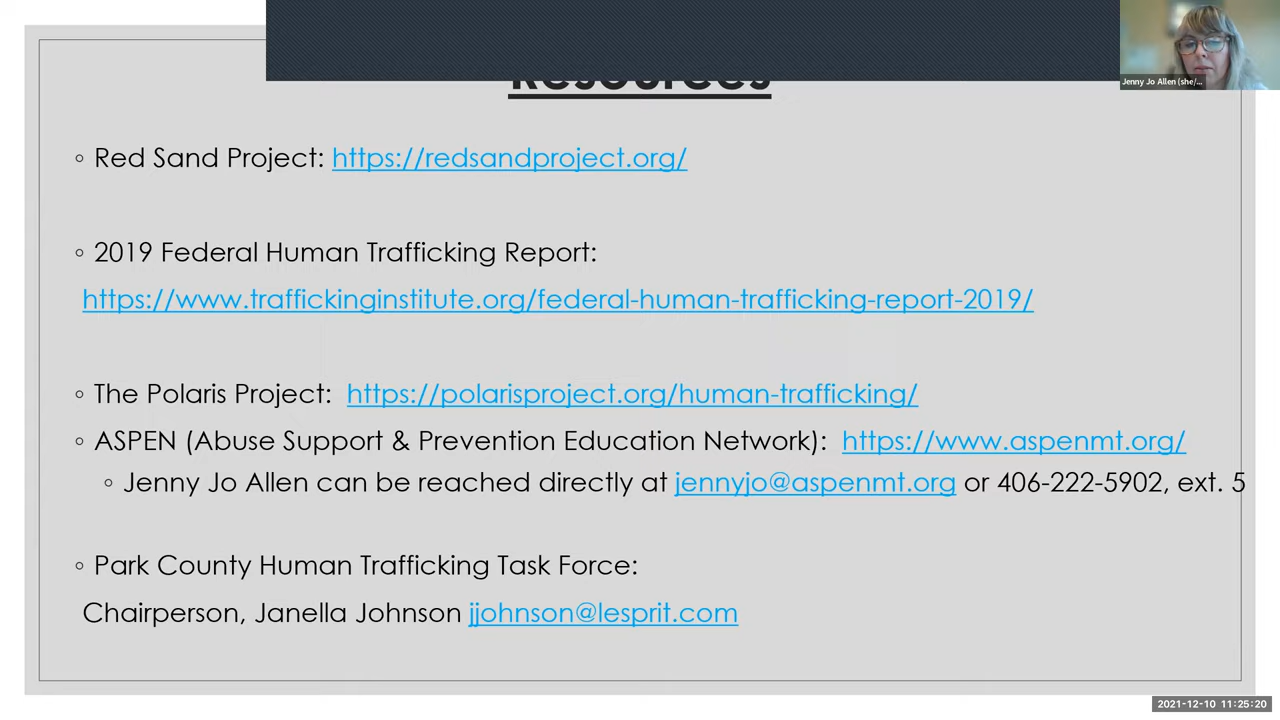 Resources
Jenny Jo Allen (she/...
◦ Red Sand Project: https://redsandproject.org/
◦ 2019 Federal Human Trafficking Report:
https://www.traffickinginstitute.org/federal-human-trafficking-report-2019/
◦ The Polaris Project: https://polarisproject.org/human-trafficking/
◦ ASPEN (Abuse Support & Prevention Education Network): https://www.aspenmt.org/
◦ Jenny Jo Allen can be reached directly at jennyjo@aspenmt.org or 406-222-5902, ext. 5
◦ Park County Human Trafficking Task Force:
Chairperson, Janella Johnson jjohnson@lesprit.com
2021-12-10 11:25:20